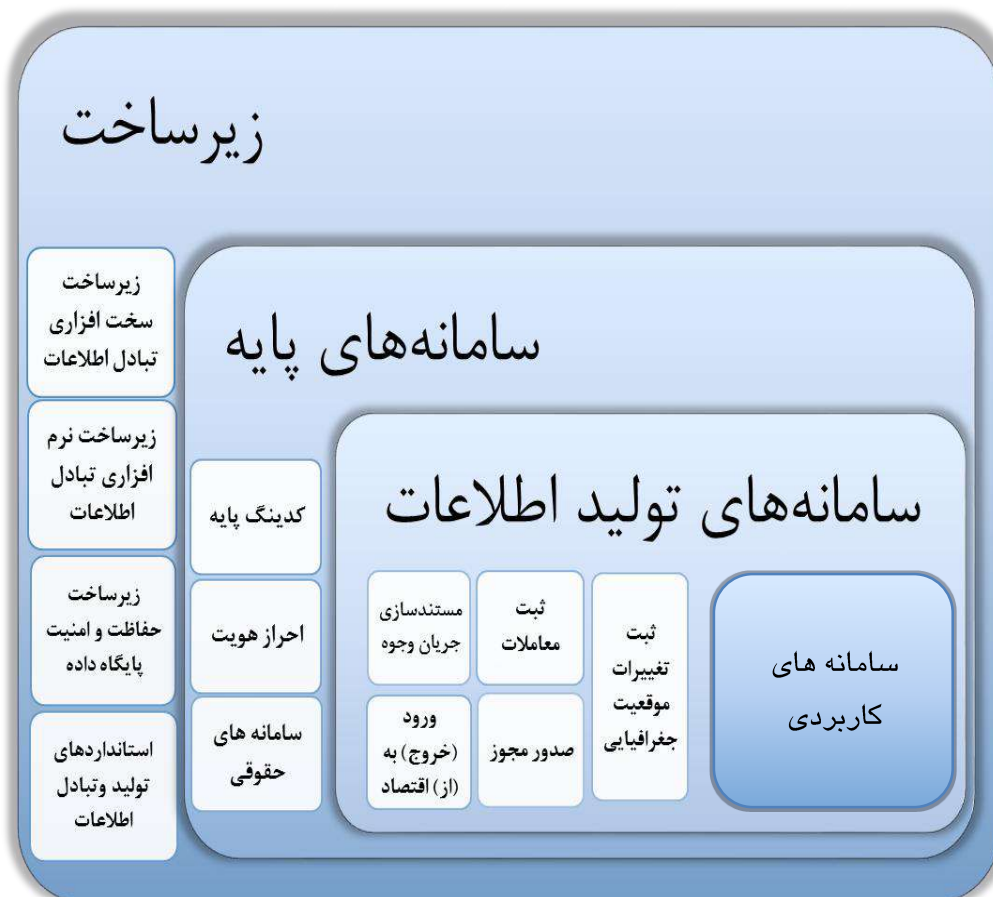 زیرساخت
زیرساخت
سخت افزاری
تبادل اطلاعات
زیرساخت نرم
افزاری تبادل
اطلاعات
زیرساخت
حفاظت و امنیت
پایگاه داده
استانداردهای
تولید وتبادل
اطلاعات
سامانه‌های پایه
کدینگ پایه
احراز هویت
سامانه های
حقوقی
سامانه‌های تولید اطلاعات
مستندسازی
جریان وجوه
ثبت
معاملات
ثبت
تغییرات
موقعیت
جغرافیایی
ورود
(خروج) به
(از) اقتصاد
صدور مجوز
سامانه های
کاربردی